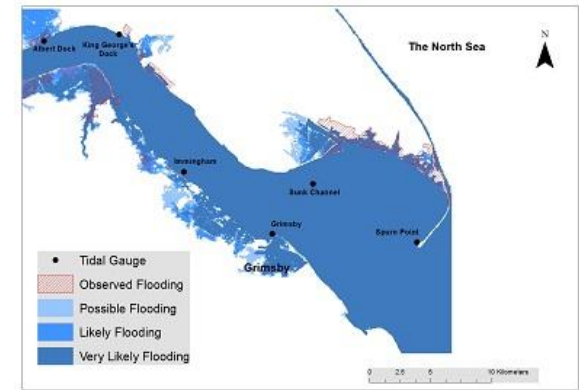 The North Sea
N
Albert Dock
King George's
Dock
Immingham
Sunk Channel
Grimsby
Spurn Point
Grimsby
Tidal Gauge
Observed Flooding
Possible Flooding
Likely Flooding
Very Likely Flooding
0 2.5 5 10 Kilometers